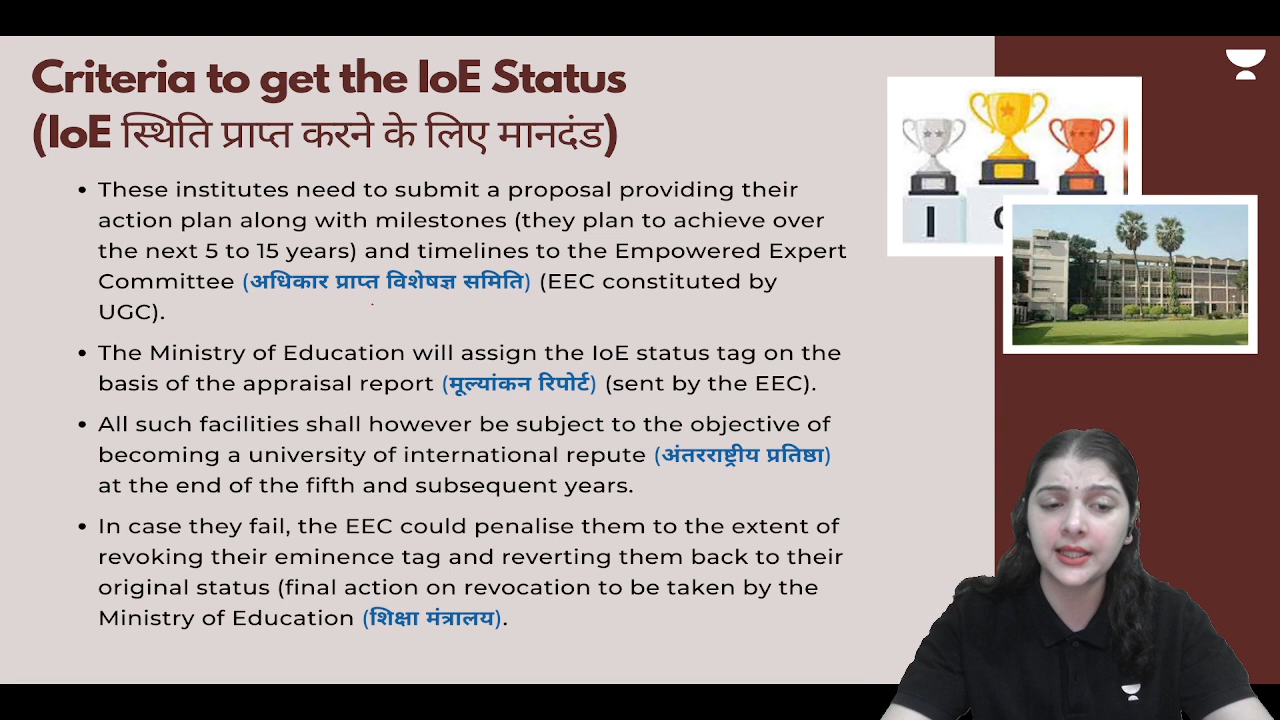 Criteria to get the IoE Status
(IoE स्थिति प्राप्त करने के लिए मानदंड)
• These institutes need to submit a proposal providing their
action plan along with milestones (they plan to achieve over
the next 5 to 15 years) and timelines to the Empowered Expert
Committee (अधिकार प्राप्त विशेषज्ञ समिति) (EEC constituted by
UGC).
• The Ministry of Education will assign the IoE status tag on the
basis of the appraisal report (मूल्यांकन रिपोर्ट) (sent by the EEC).
• All such facilities shall however be subject to the objective of
becoming a university of international repute (अंतरराष्ट्रीय प्रतिष्ठा)
at the end of the fifth and subsequent years.
• In case they fail, the EEC could penalise them to the extent of
revoking their eminence tag and reverting them back to their
original status (final action on revocation to be taken by the
Ministry of Education (शिक्षा मंत्रालय).
I